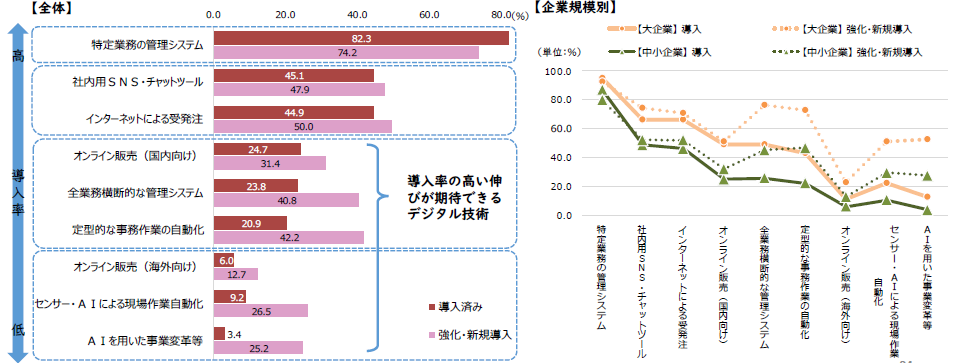 【全体】
0.0 20.0 40.0 60.0 80.0(%)
高
導入率
低
特定業務の管理システム
82.3
74.2
社内用SNS・チャットツール
45.1
47.9
インターネットによる受発注
44.9
50.0
オンライン販売（国内向け）
24.7
31.4
全業務横断的な管理システム
23.8
40.8
定型的な事務作業の自動化
20.9
42.2
オンライン販売（海外向け）
6.0
12.7
センサー・AIによる現場作業自動化
9.2
26.5
AIを用いた事業変革等
3.4
25.2
導入率の高い伸
びが期待できる
デジタル技術
導入済み
強化・新規導入
【企業規模別】
【大企業】導入
【大企業】強化・新規導入
【中小企業】導入
【中小企業】強化・新規導入
(単位:%)
100.0
80.0
60.0
40.0
20.0
0.0
特定業務の管理システム
社内用SNS・チャットツール
インターネットによる受発注
オンライン販売（国内向け）
全業務横断的な管理システム
定型的な事務作業の自動化
オンライン販売（海外向け）
センサー・AIによる現場作業
自動化
AIを用いた事業変革等